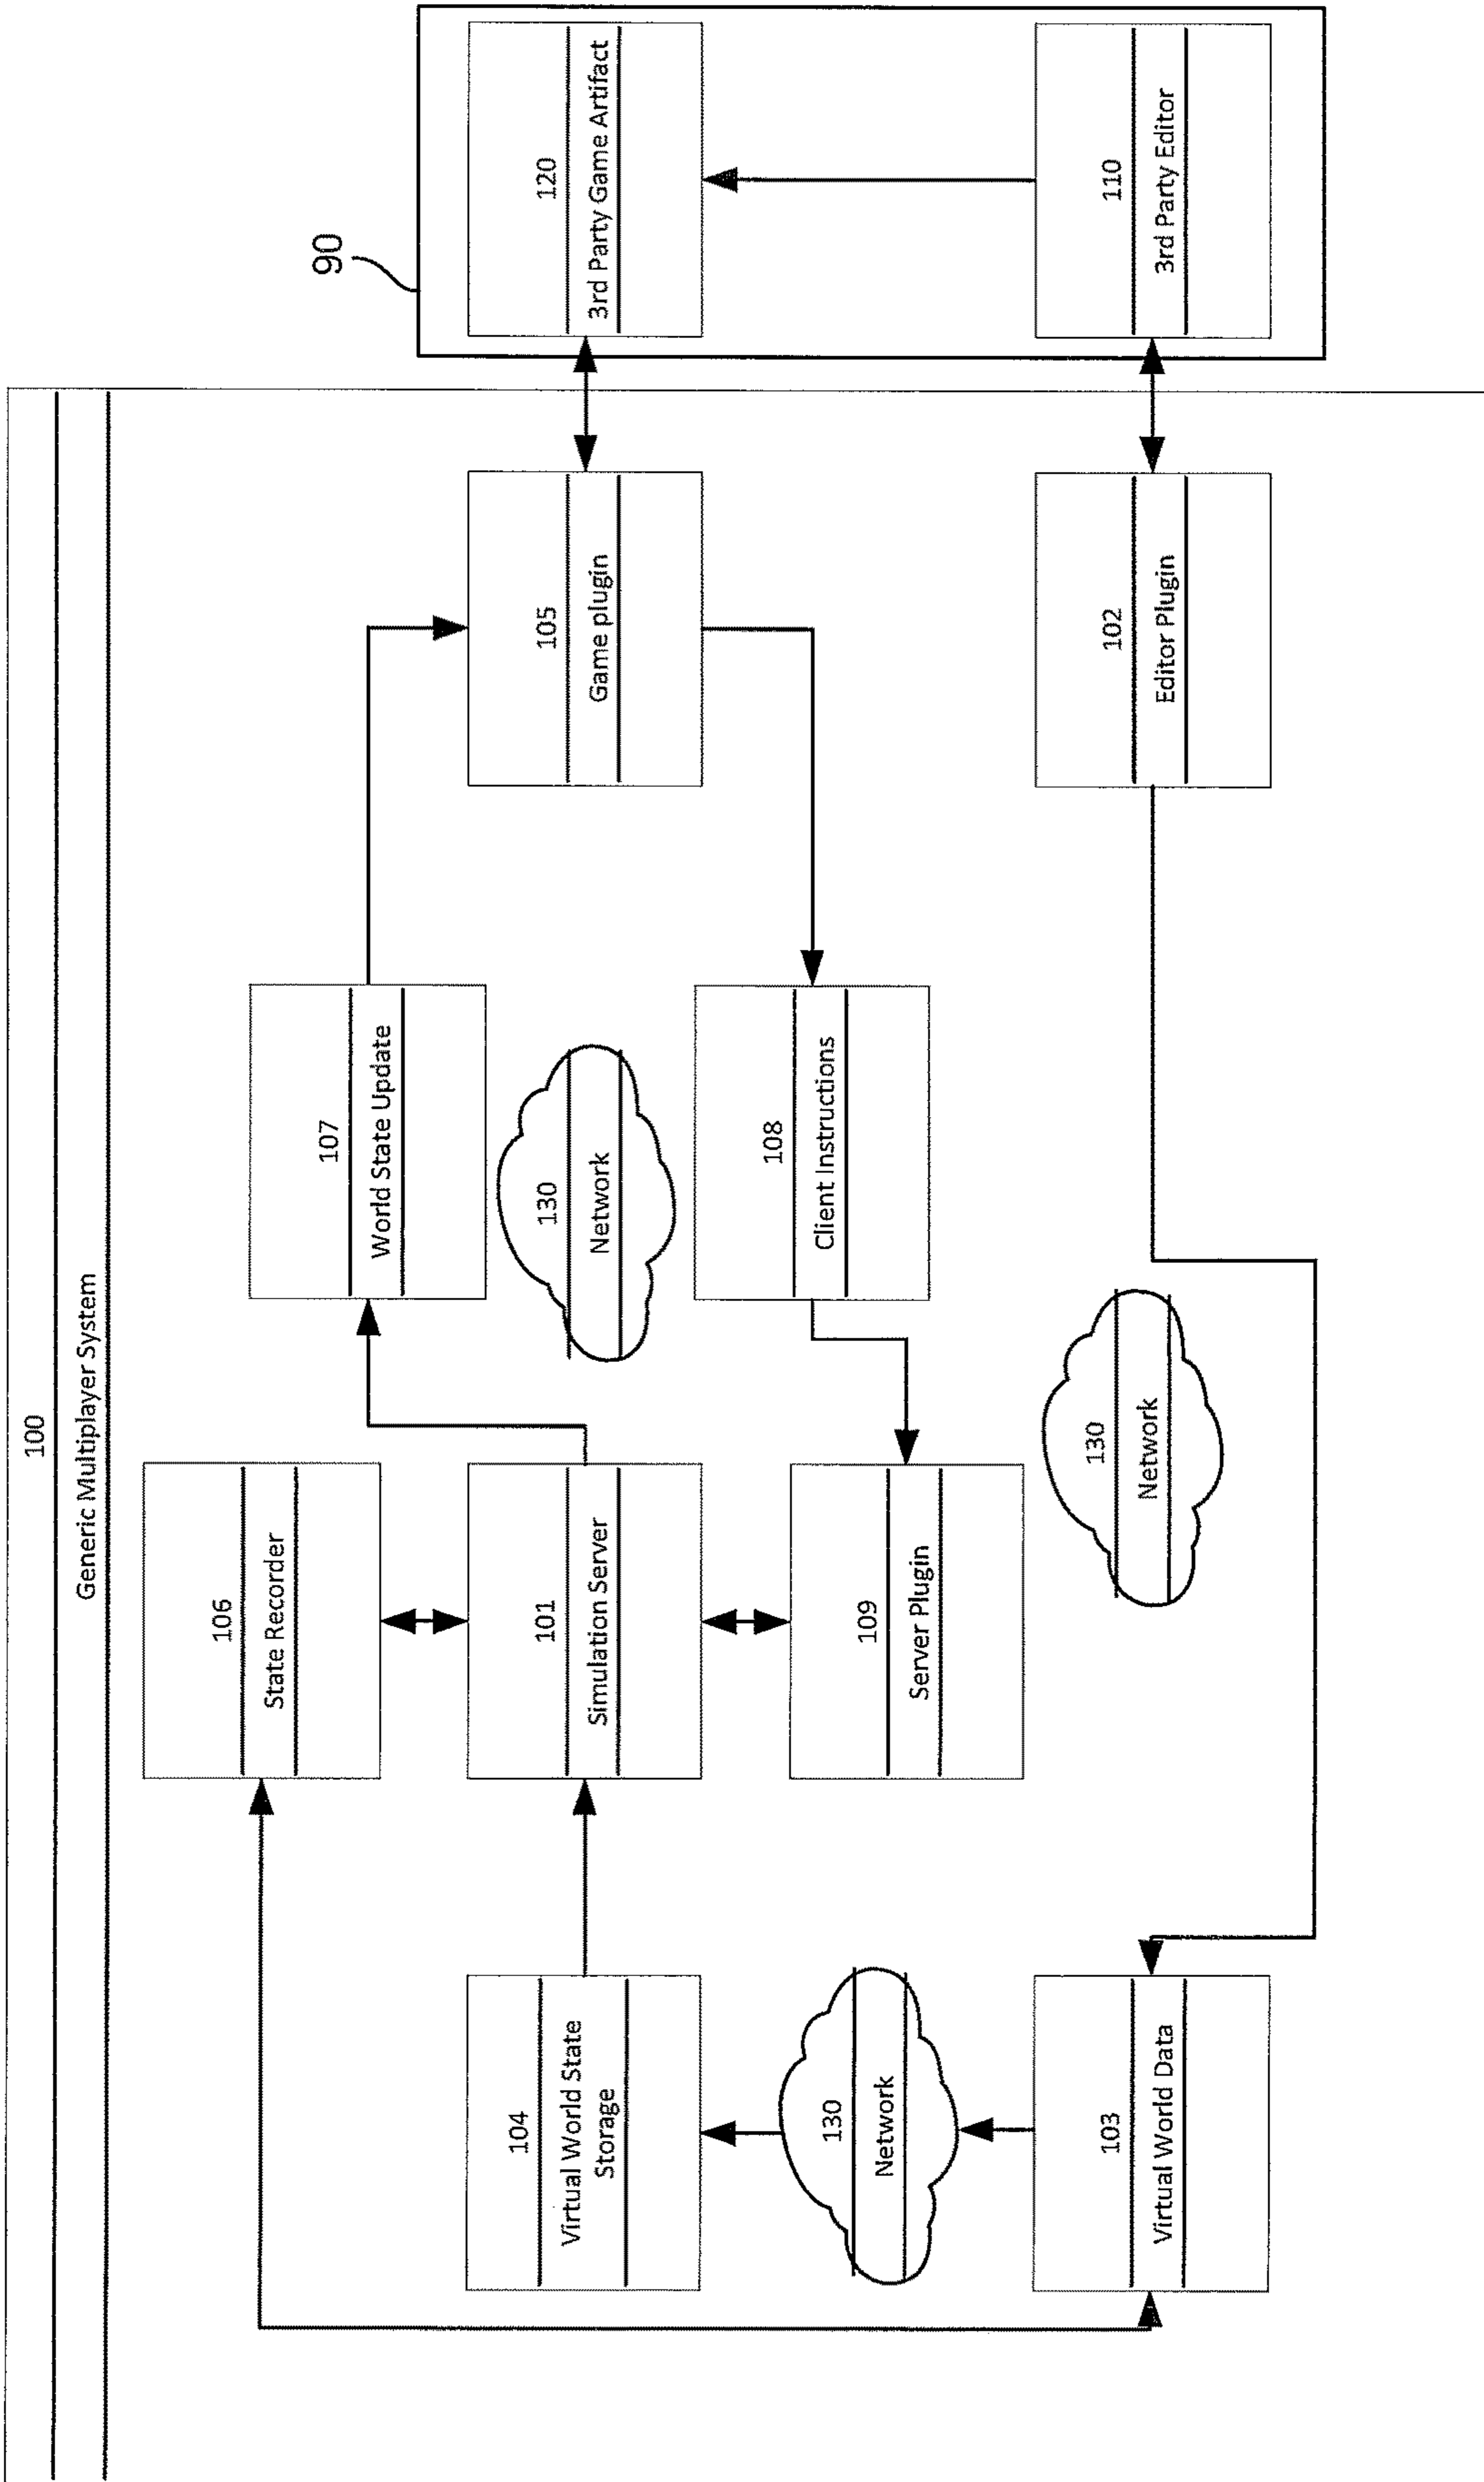 100
Generic Multiplayer System
106
State Recorder
107
World State Update
90
104
Virtual World State
Storage
101
Simulation Server
130
Network
105
Game plugin
120
3rd Party Game Artifact
130
Network
109
Server Plugin
108
Client Instructions
103
Virtual World Data
130
Network
102
Editor Plugin
110
3rd Party Editor